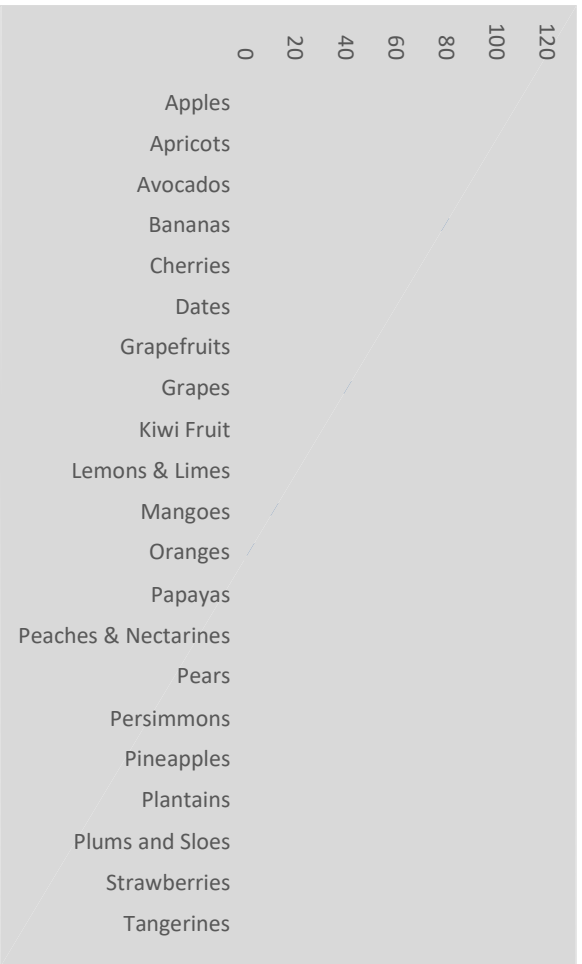 0 20 40 60 80 100 120
Apples
Apricots
Avocados
Bananas
Cherries
Dates
Grapefruits
Grapes
Kiwi Fruit
Lemons & Limes
Mangoes
Oranges
Papayas
Peaches & Nectarines
Pears
Persimmons
Pineapples
Plantains
Plums and Sloes
Strawberries
Tangerines